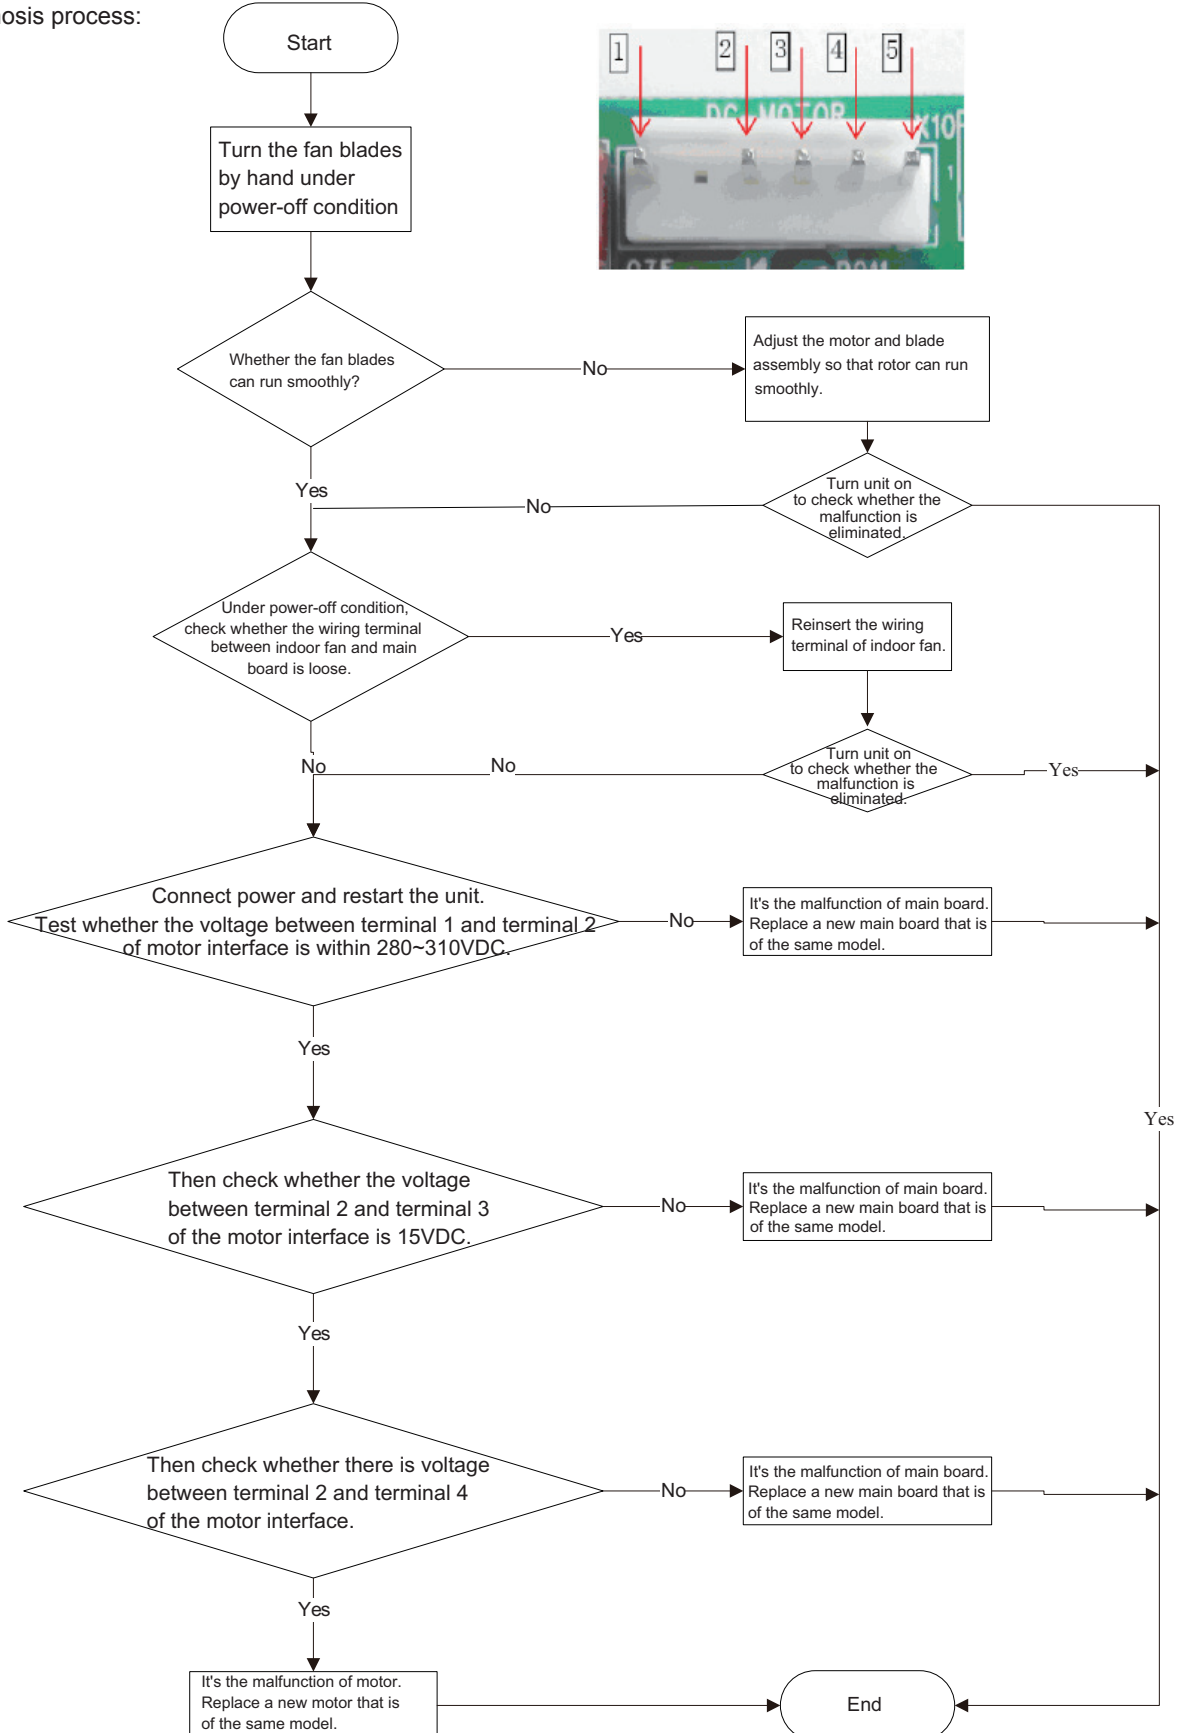 nosis process:
Start
1
2
3
4
5
DC MOTOR
X10
1
Turn the fan blades
by hand under
power-off condition
Whether the fan blades
can run smoothly?
No
Adjust the motor and blade
assembly so that rotor can run
smoothly.
Yes
No
Turn unit on
to check whether the
malfunction is
eliminated.
Under power-off condition,
check whether the wiring terminal
between indoor fan and main
board is loose.
Yes
Reinsert the wiring
terminal of indoor fan.
No
No
Turn unit on
to check whether the
malfunction is
eliminated.
Yes
Connect power and restart the unit.
Test whether the voltage between terminal 1 and terminal 2
of motor interface is within 280~310VDC.
No
It's the malfunction of main board.
Replace a new main board that is
of the same model.
Yes
Yes
Then check whether the voltage
between terminal 2 and terminal 3
of the motor interface is 15VDC.
No
It's the malfunction of main board.
Replace a new main board that is
of the same model.
Yes
Then check whether there is voltage
between terminal 2 and terminal 4
of the motor interface.
No
It's the malfunction of main board.
Replace a new main board that is
of the same model.
Yes
It's the malfunction of motor.
Replace a new motor that is
of the same model.
End